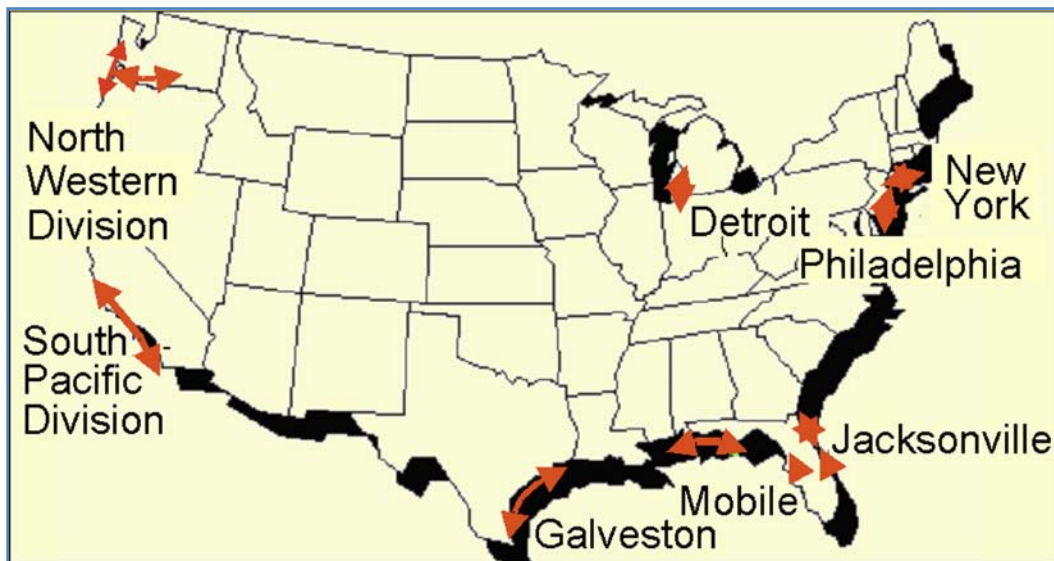 North
Western
Division
South
Pacific
Division
Detroit
New
York
Philadelphia
Jacksonville
Mobile
Galveston